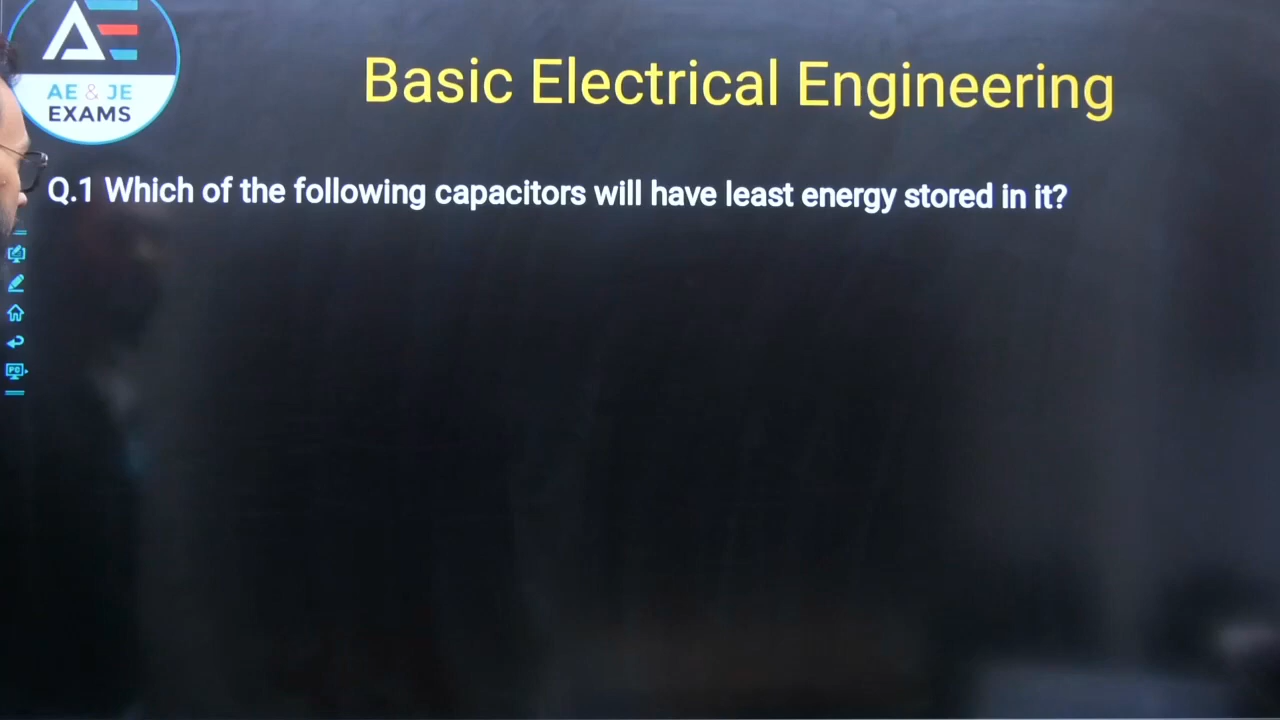 AE & JE
EXAMS
Basic Electrical Engineering
Q.1 Which of the following capacitors will have least energy stored in it?